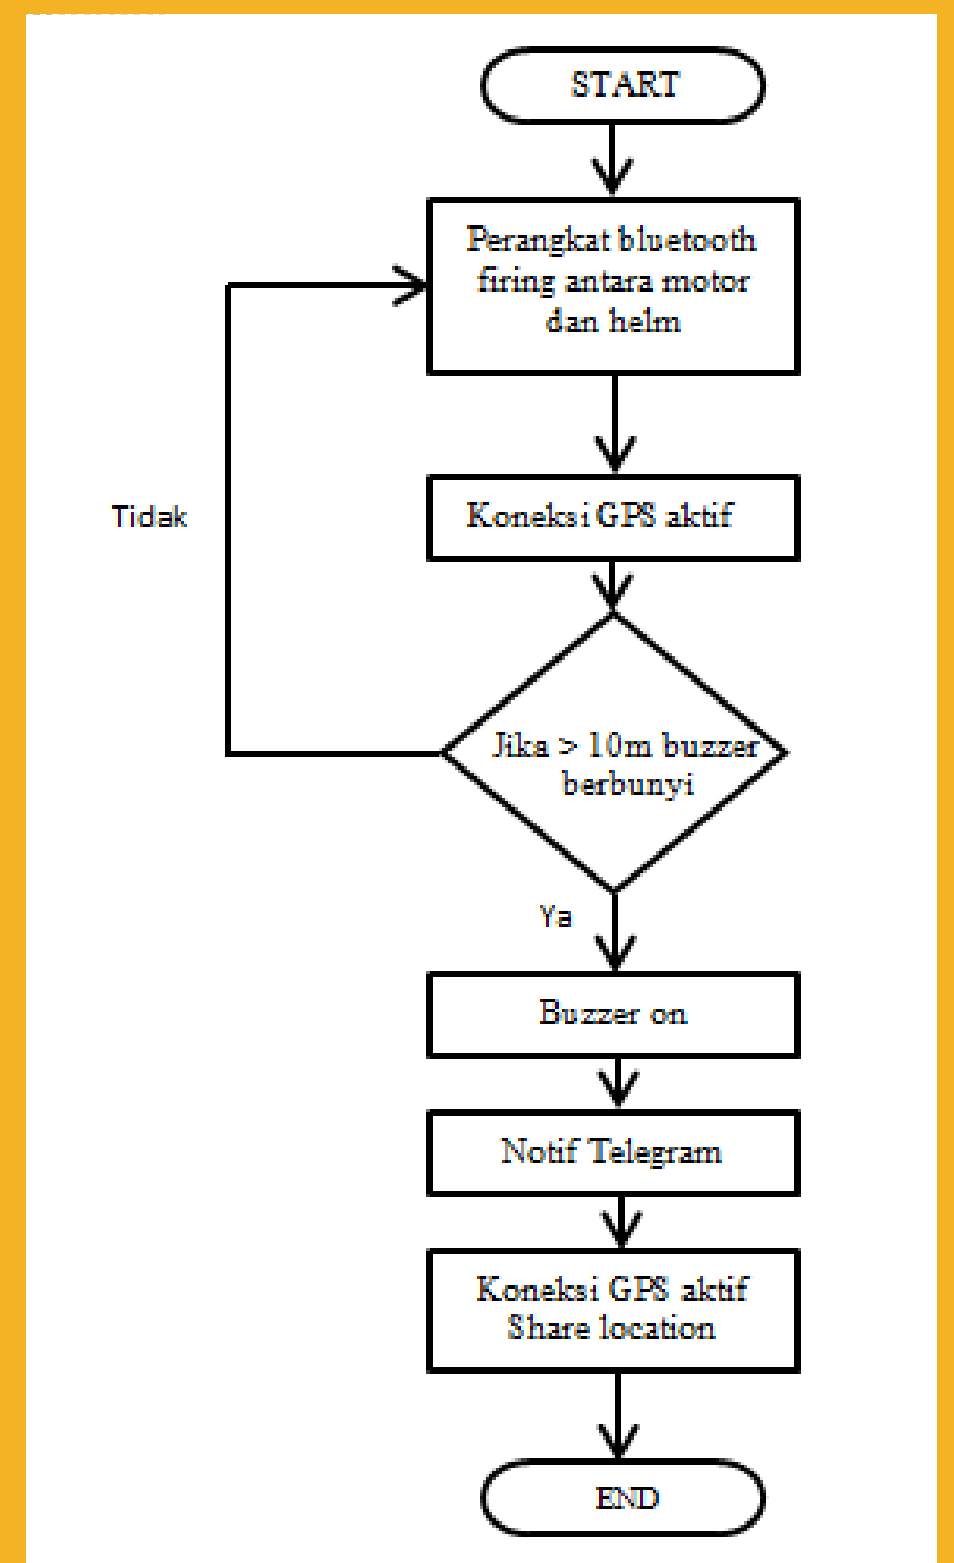 START
Perangkat bluetooth
firing antara motor
dan helm
Koneksi GPS aktif
Tidak
Jika > 10m buzzer
berbunyi
Ya
Buzzer on
Notif Telegram
Koneksi GPS aktif
Share location
END